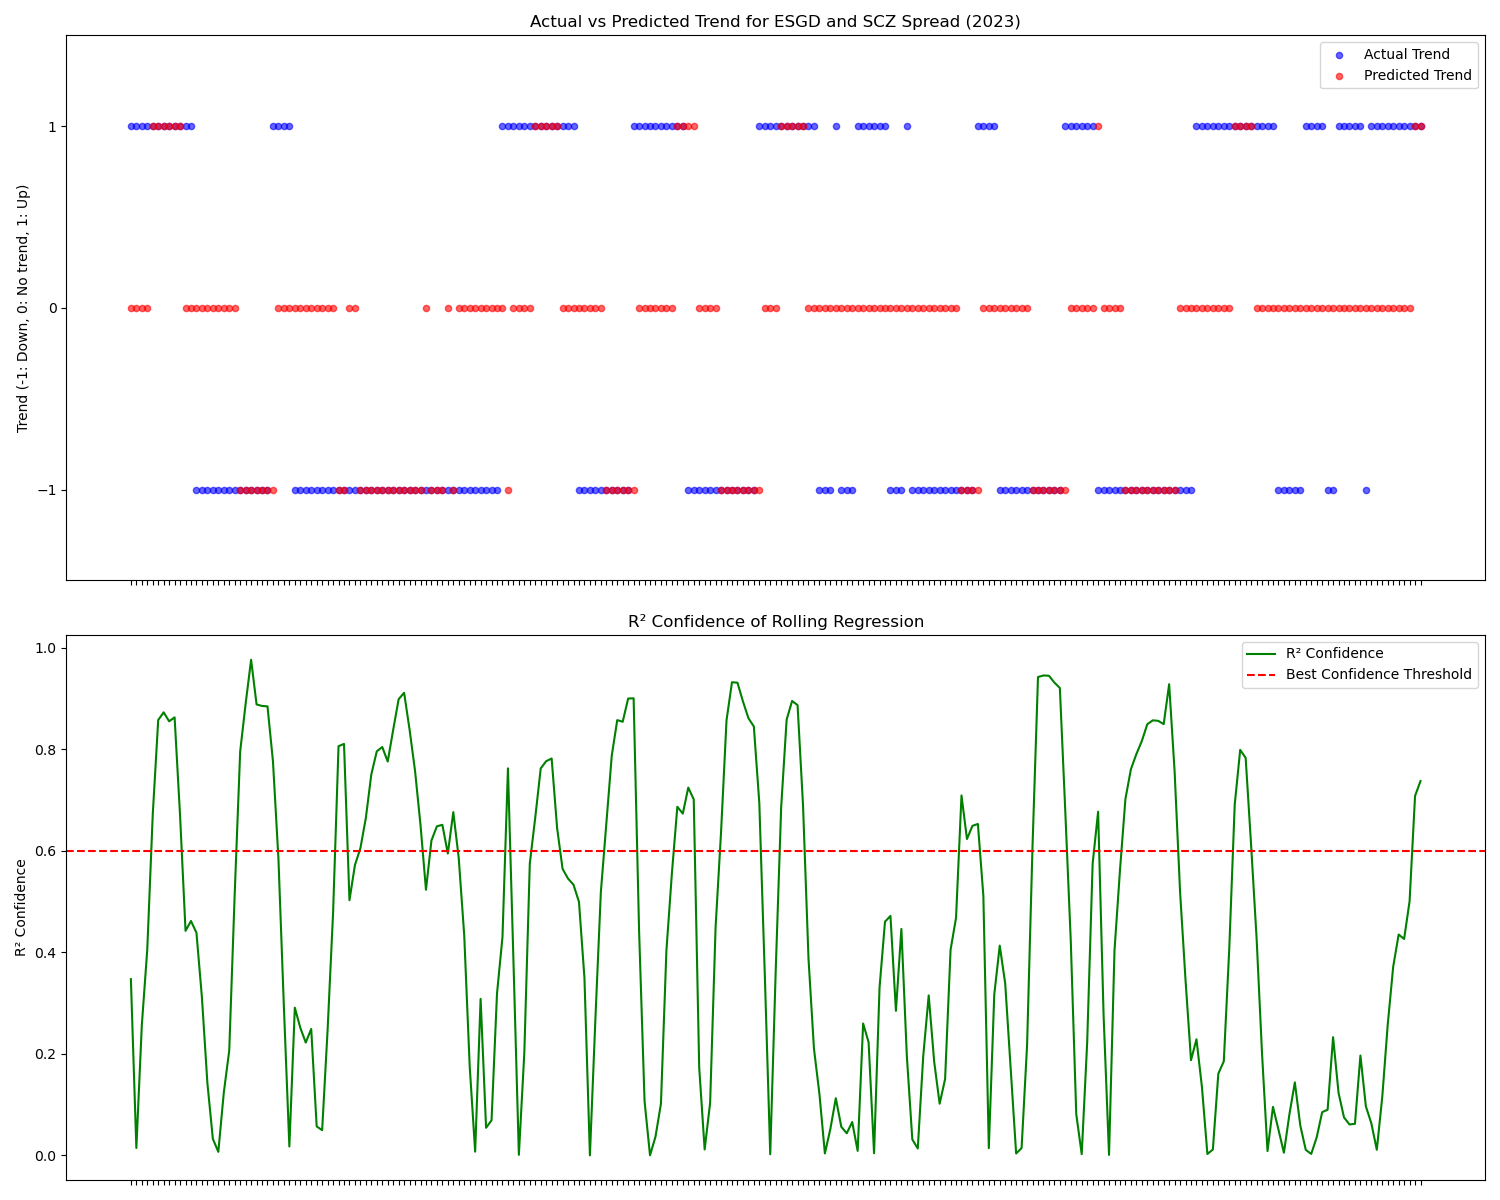 Actual vs Predicted Trend for ESGD and SCZ Spread (2023)
Actual Trend
Predicted Trend
Trend (-1: Down, 0: No trend, 1: Up)
1
0
−1
R² Confidence of Rolling Regression
R² Confidence
Best Confidence Threshold
R² Confidence
1.0
0.8
0.6
0.4
0.2
0.0